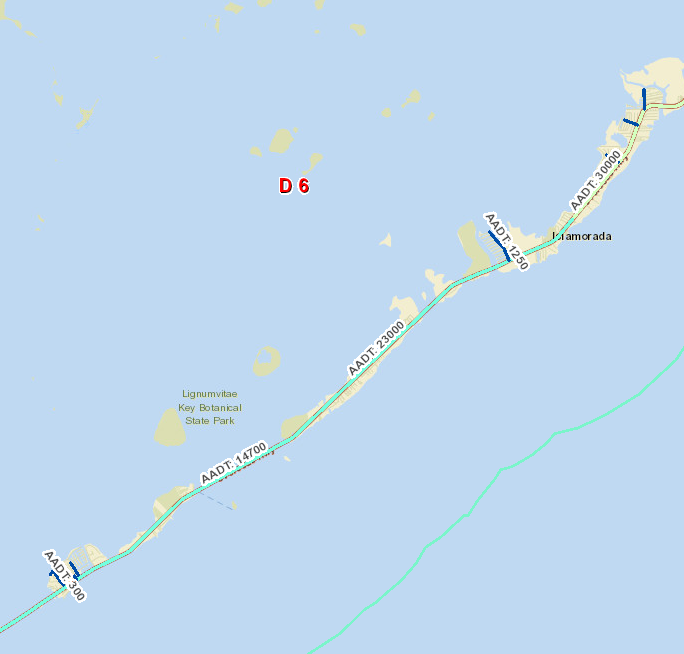 D 6
AADT: 30000
AADT: 1250
Islamorada
AADT: 23000
Lignumvitae
Key Botanical
State Park
AADT: 14700
AADT: 300